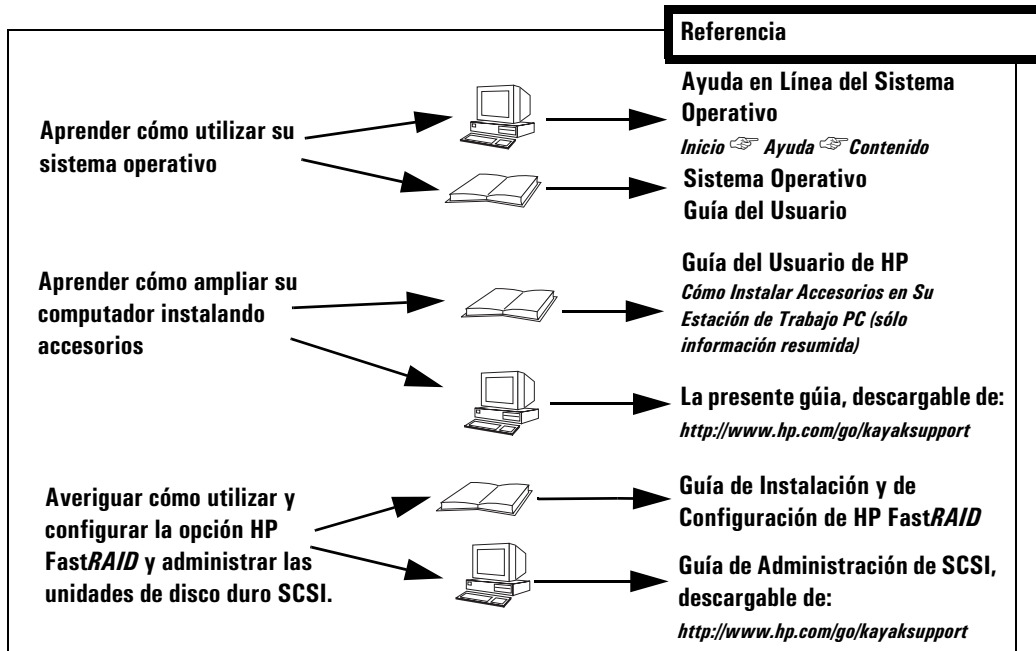 Referencia
Aprender cómo utilizar su
sistema operativo
Ayuda en Línea del Sistema
Operativo
Inicio ☞ Ayuda ☞ Contenido
Sistema Operativo
Guía del Usuario
Aprender cómo ampliar su
computador instalando
accesorios
Guía del Usuario de HP
Cómo Instalar Accesorios en Su
Estación de Trabajo PC (sólo
información resumida)
La presente gúia, descargable de:
http://www.hp.com/go/kayaksupport
Averiguar cómo utilizar y
configurar la opción HP
FastRAID y administrar las
unidades de disco duro SCSI.
Guía de Instalación y de
Configuración de HP FastRAID
Guía de Administración de SCSI,
descargable de:
http://www.hp.com/go/kayaksupport